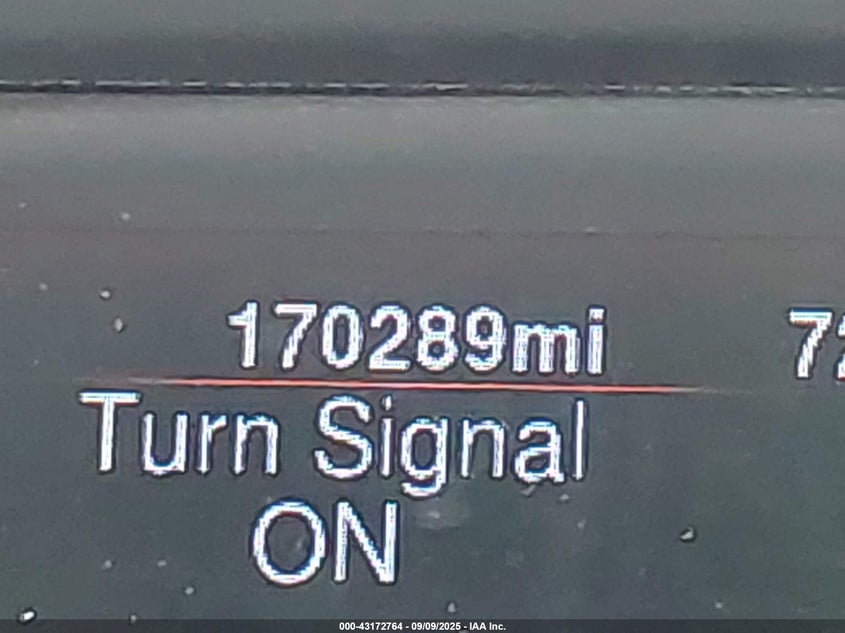 170289mi
Turn Signal
ON
000-43172764 - 09/09/2025 - IAA Inc.